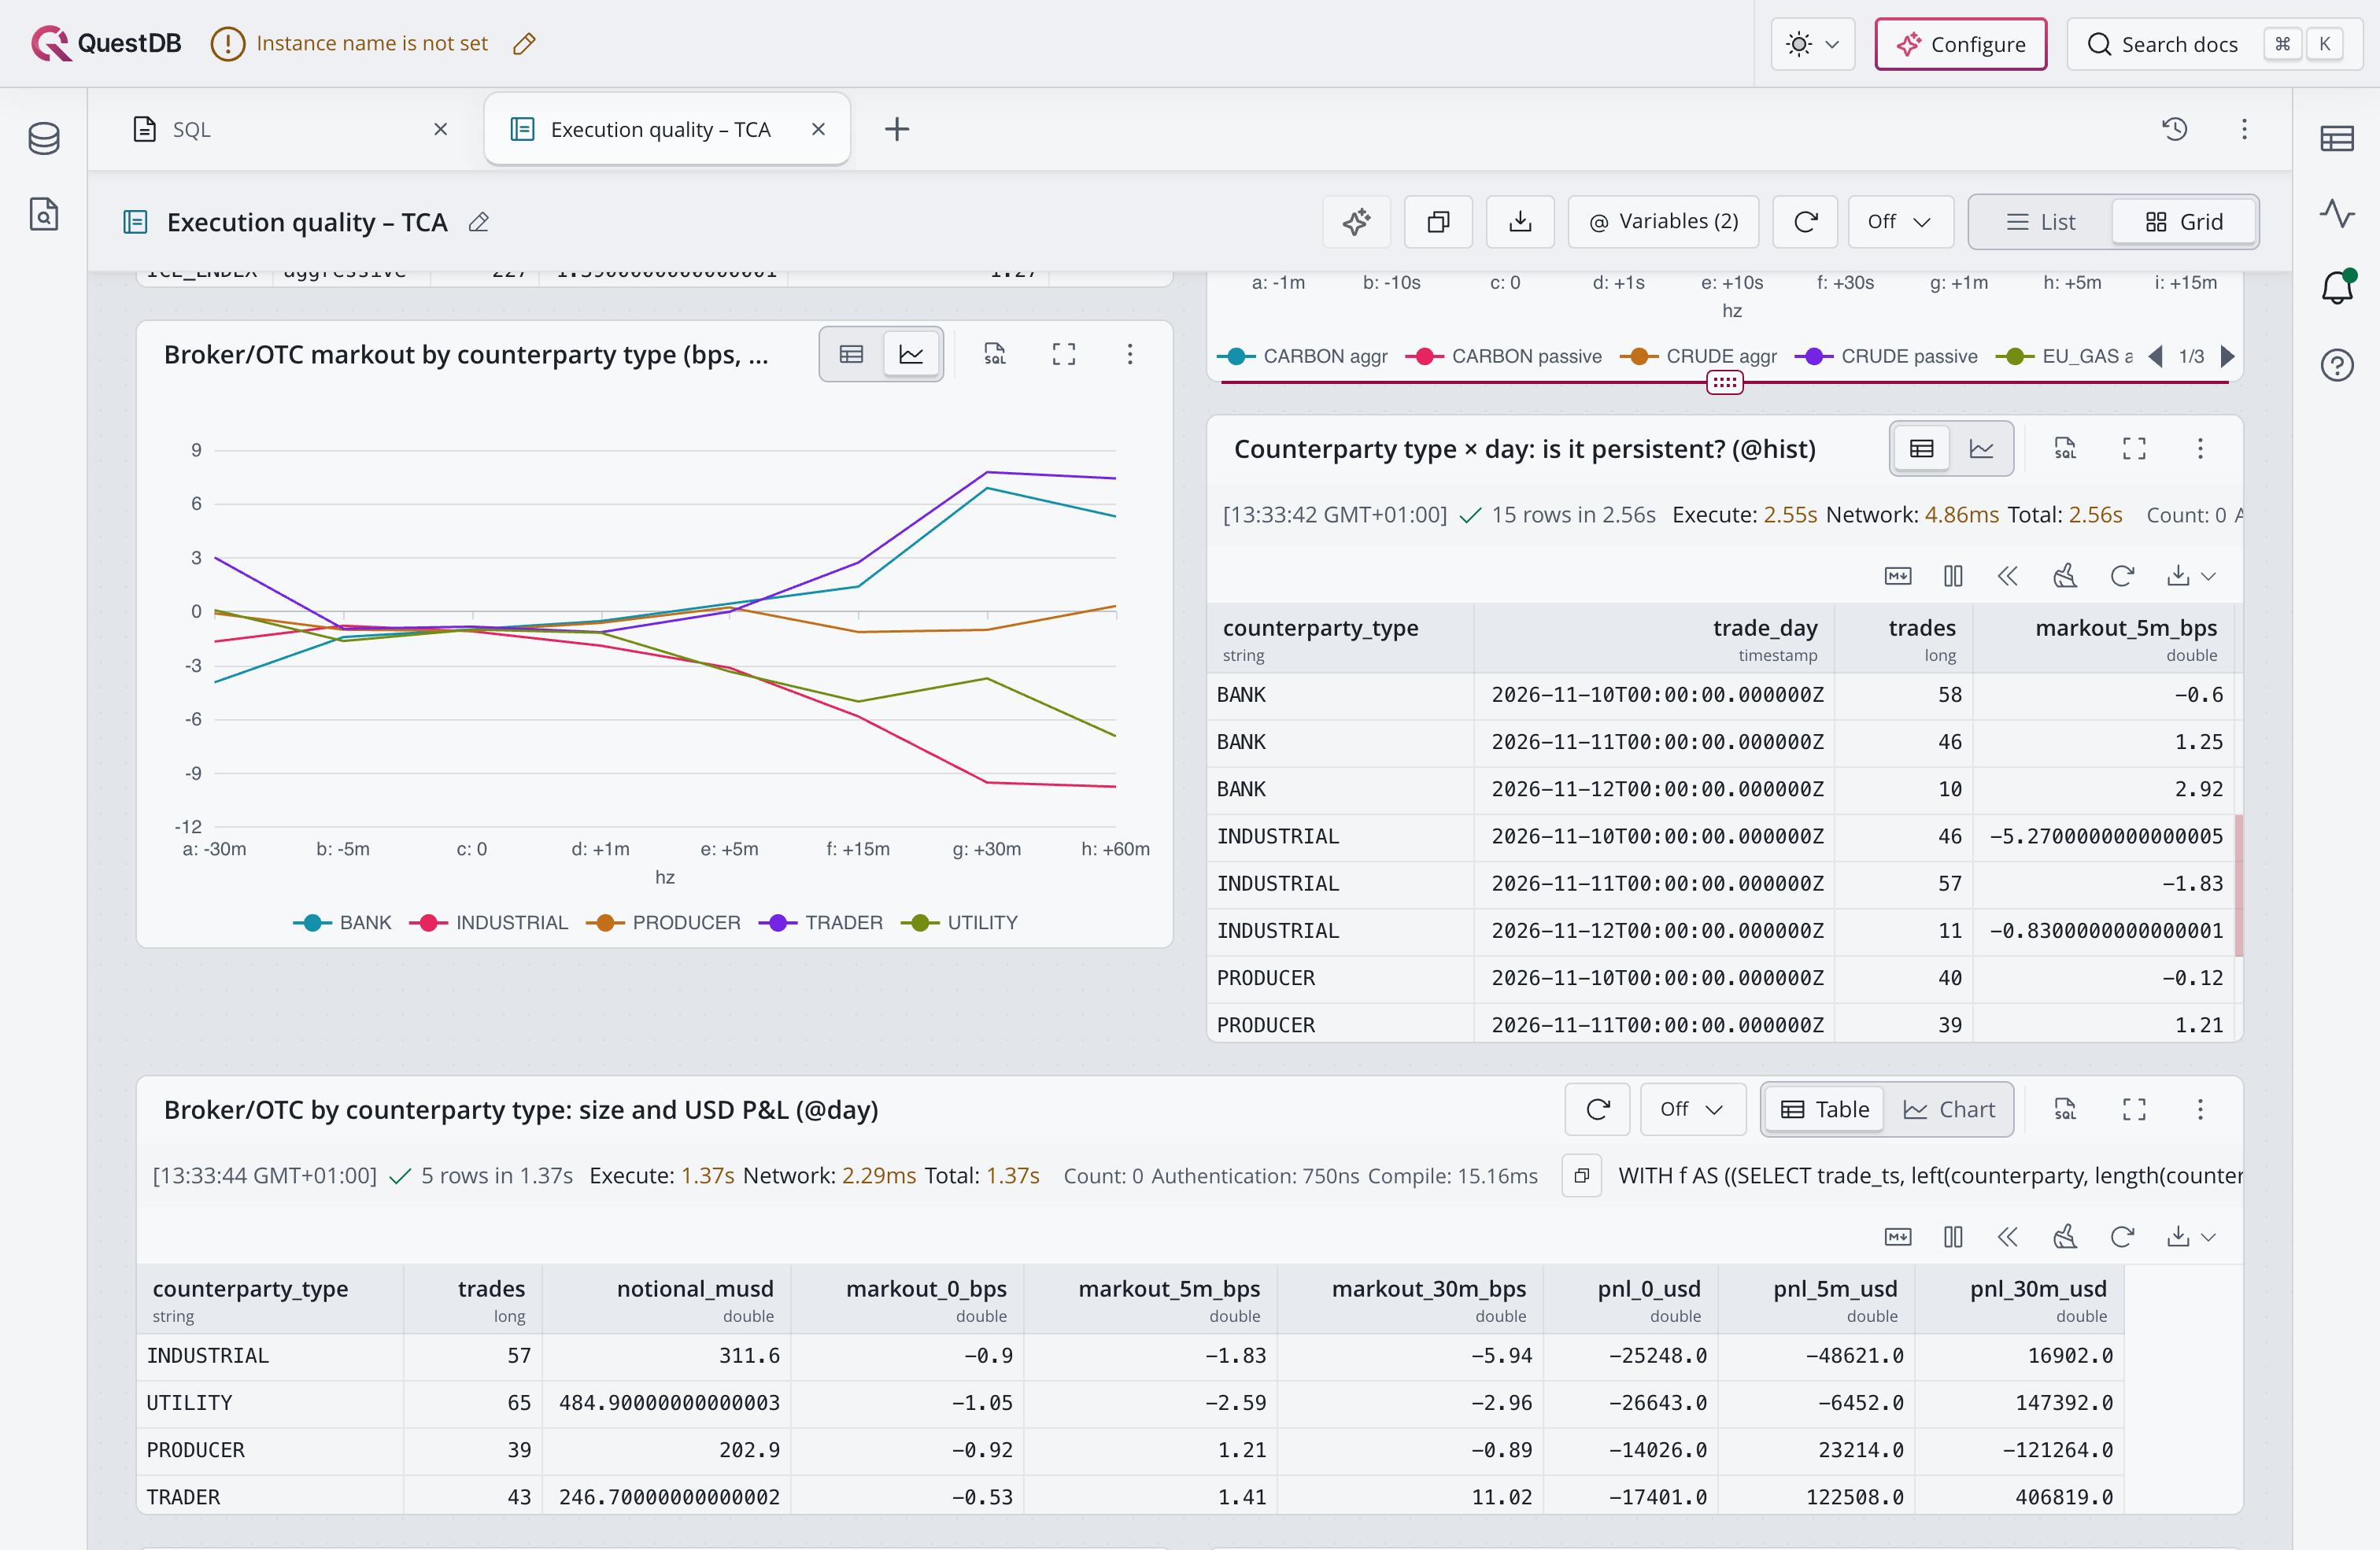 QuestDB
Instance name is not set
Configure
Search docs
⌘ K
SQL
Execution quality – TCA
Execution quality – TCA
@ Variables (2)
Off
List
Grid
ICE_ENDEX aggressive 227 1.3900000000000001 1.27
Broker/OTC markout by counterparty type (bps, ...
SQL
9
6
3
0
-3
-6
-9
-12
a: -30m b: -5m c: 0 d: +1m e: +5m f: +15m g: +30m h: +60m
hz
BANK INDUSTRIAL PRODUCER TRADER UTILITY
a: -1m b: -10s c: 0 d: +1s e: +10s f: +30s g: +1m h: +5m i: +15m
hz
CARBON aggr CARBON passive CRUDE aggr CRUDE passive EU_GAS a 1/3
Counterparty type × day: is it persistent? (@hist)
SQL
[13:33:42 GMT+01:00] 15 rows in 2.56s Execute: 2.55s Network: 4.86ms Total: 2.56s Count: 0 A
M
counterparty_type trade_day trades markout_5m_bps
string timestamp long double
BANK 2026-11-10T00:00:00.000000Z 58 -0.6
BANK 2026-11-11T00:00:00.000000Z 46 1.25
BANK 2026-11-12T00:00:00.000000Z 10 2.92
INDUSTRIAL 2026-11-10T00:00:00.000000Z 46 -5.2700000000000005
INDUSTRIAL 2026-11-11T00:00:00.000000Z 57 -1.83
INDUSTRIAL 2026-11-12T00:00:00.000000Z 11 -0.8300000000000001
PRODUCER 2026-11-10T00:00:00.000000Z 40 -0.12
PRODUCER 2026-11-11T00:00:00.000000Z 39 1.21
Broker/OTC by counterparty type: size and USD P&L (@day)
Off
Table
Chart
SQL
[13:33:44 GMT+01:00] 5 rows in 1.37s Execute: 1.37s Network: 2.29ms Total: 1.37s Count: 0 Authentication: 750ns Compile: 15.16ms WITH f AS ((SELECT trade_ts, left(counterparty, length(counter
M
counterparty_type trades notional_musd markout_0_bps markout_5m_bps markout_30m_bps pnl_0_usd pnl_5m_usd pnl_30m_usd
string long double double double double double double double
INDUSTRIAL 57 311.6 -0.9 -1.83 -5.94 -25248.0 -48621.0 16902.0
UTILITY 65 484.90000000000003 -1.05 -2.59 -2.96 -26643.0 -6452.0 147392.0
PRODUCER 39 202.9 -0.92 1.21 -0.89 -14026.0 23214.0 -121264.0
TRADER 43 246.70000000000002 -0.53 1.41 11.02 -17401.0 122508.0 406819.0